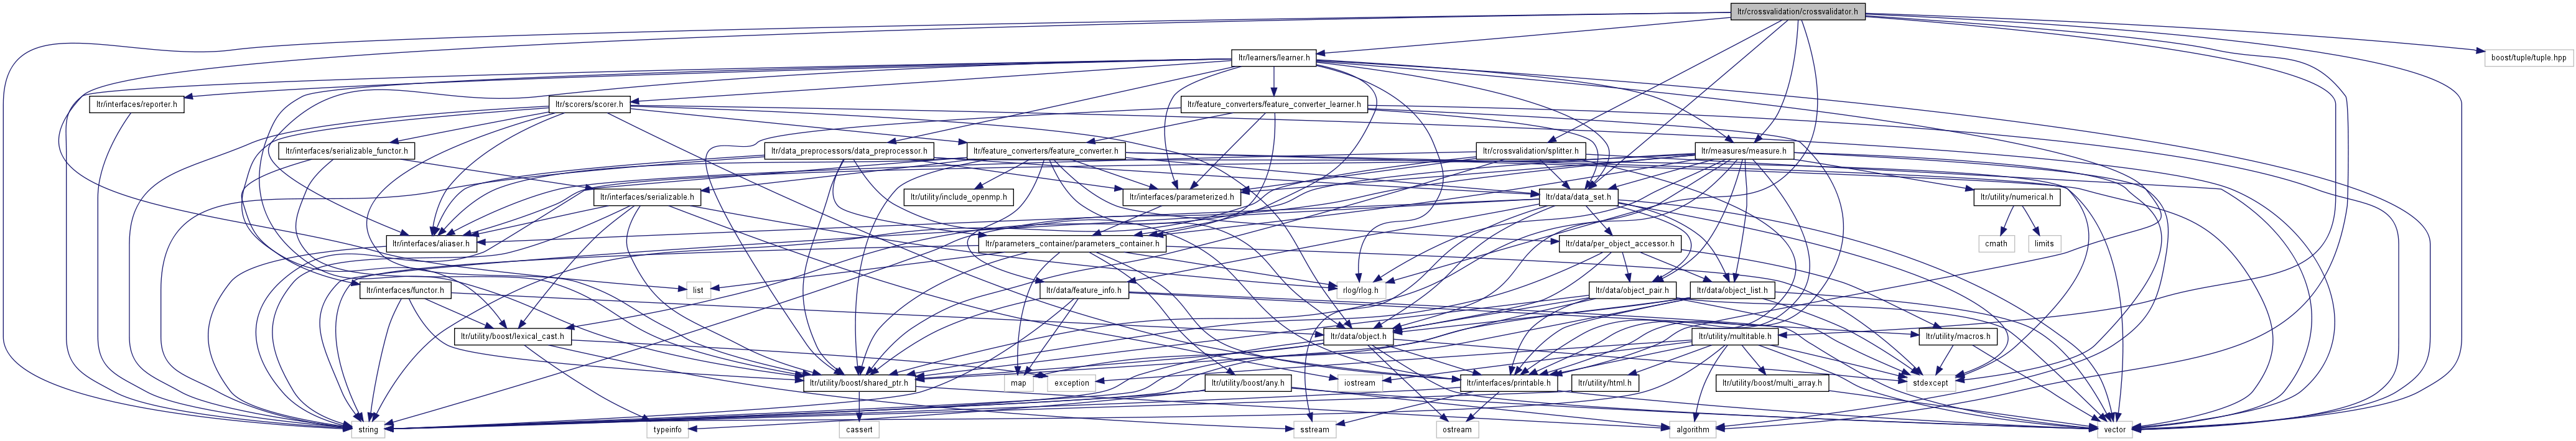 ltr/crossvalidation/crossvalidator.h
ltr/learners/learner.h
boost/tuple/tuple.hpp
ltr/interfaces/reporter.h
ltr/scorers/scorer.h
ltr/feature_converters/feature_converter_learner.h
ltr/interfaces/serializable_functor.h
ltr/data_preprocessors/data_preprocessor.h
ltr/feature_converters/feature_converter.h
ltr/crossvalidation/splitter.h
ltr/measures/measure.h
ltr/interfaces/serializable.h
ltr/utility/include_openmp.h
ltr/interfaces/parameterized.h
ltr/data/data_set.h
ltr/utility/numerical.h
ltr/interfaces/aliaser.h
ltr/parameters_container/parameters_container.h
ltr/data/per_object_accessor.h
cmath
limits
ltr/interfaces/functor.h
list
ltr/data/feature_info.h
rlog/rlog.h
ltr/data/object_pair.h
ltr/data/object_list.h
ltr/utility/boost/lexical_cast.h
ltr/data/object.h
ltr/utility/multitable.h
ltr/utility/macros.h
ltr/utility/boost/shared_ptr.h
map
exception
ltr/utility/boost/any.h
iostream
ltr/interfaces/printable.h
ltr/utility/html.h
ltr/utility/boost/multi_array.h
stdexcept
string
typeinfo
cassert
sstream
ostream
algorithm
vector